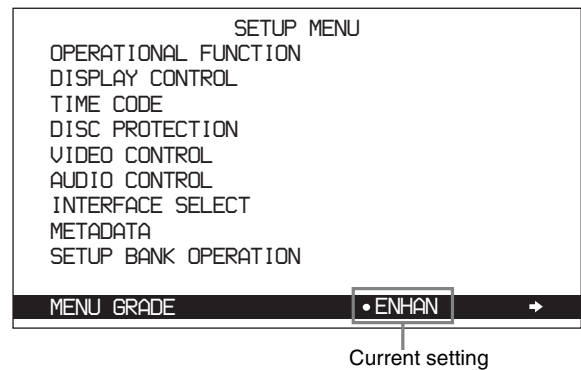 SETUP MENU
OPERATIONAL FUNCTION
DISPLAY CONTROL
TIME CODE
DISC PROTECTION
VIDEO CONTROL
AUDIO CONTROL
INTERFACE SELECT
METADATA
SETUP BANK OPERATION
MENU GRADE •ENHAN ➡
Current setting